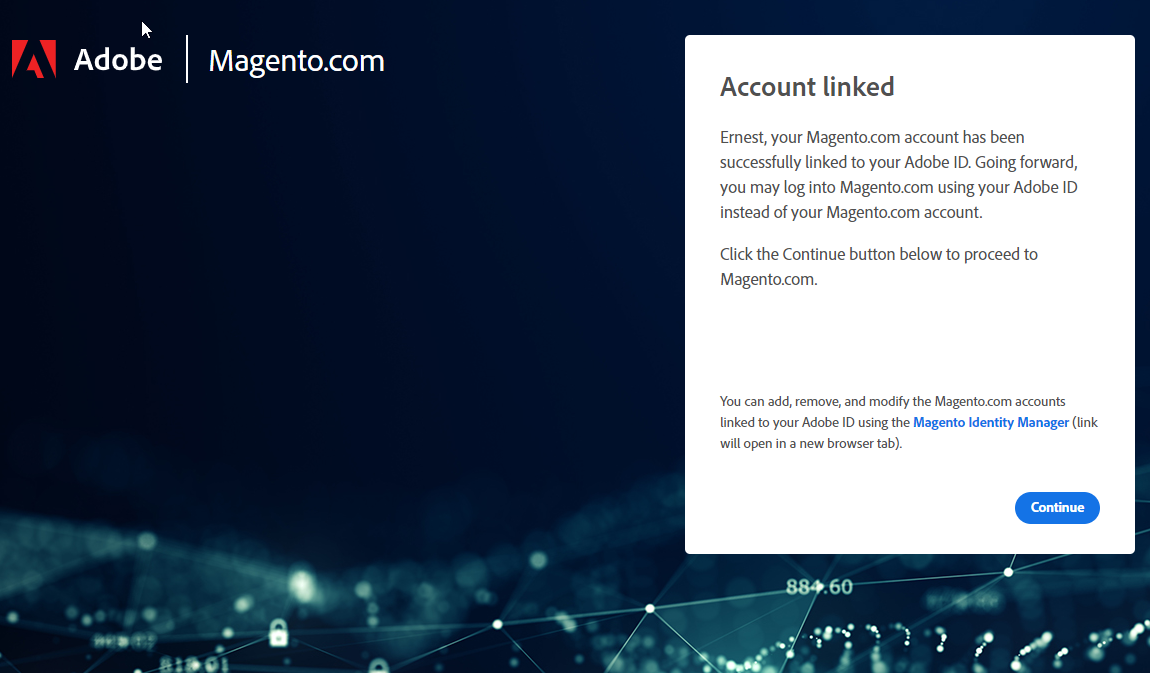 Adobe
Magento.com
Account linked
Ernest, your Magento.com account has been
successfully linked to your Adobe ID. Going forward,
you may log into Magento.com using your Adobe ID
instead of your Magento.com account.
Click the Continue button below to proceed to
Magento.com.
You can add, remove, and modify the Magento.com accounts
linked to your Adobe ID using the Magento Identity Manager (link
will open in a new browser tab).
Continue
884.60